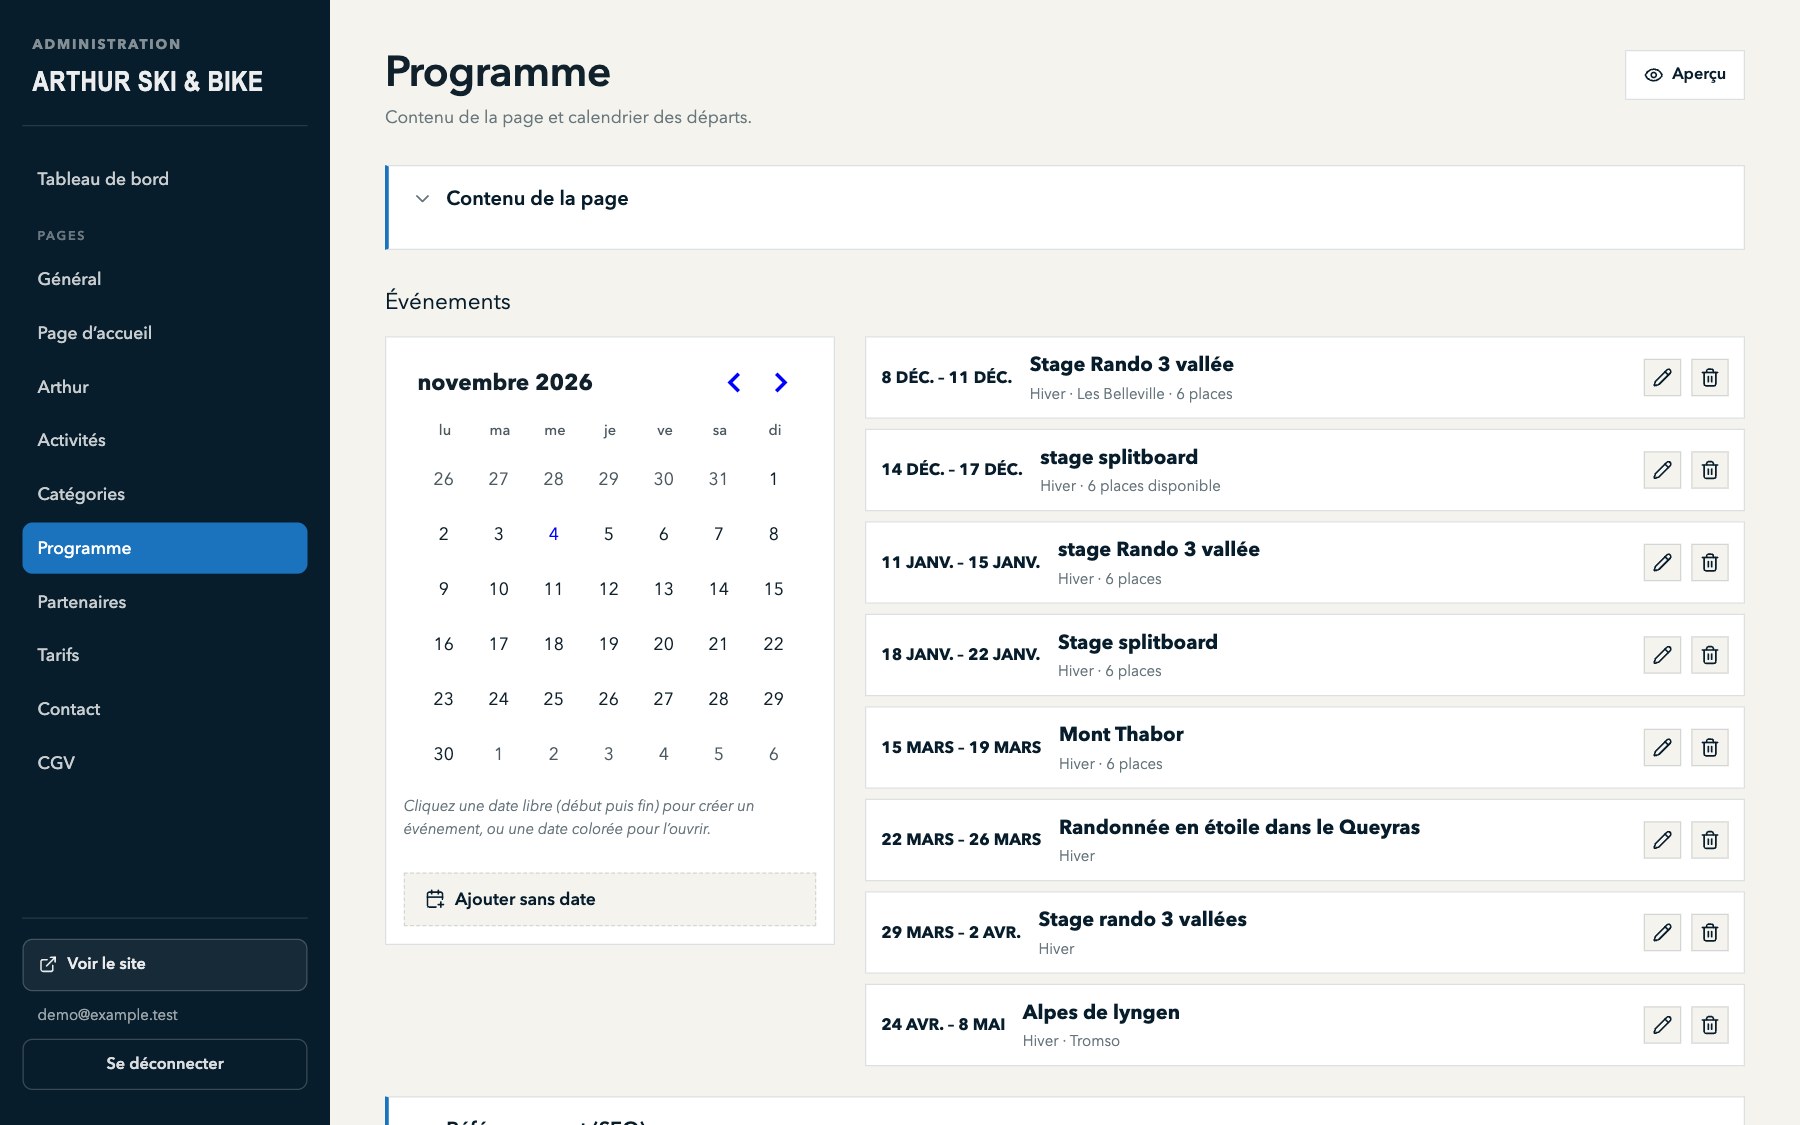 ADMINISTRATION
ARTHUR SKI & BIKE
Tableau de bord
PAGES
Général
Page d’accueil
Arthur
Activités
Catégories
Programme
Partenaires
Tarifs
Contact
CGV
Voir le site
demo@example.test
Se déconnecter
Programme
Contenu de la page et calendrier des départs.
Aperçu
Contenu de la page
Événements
novembre 2026
lu ma me je ve sa di
26 27 28 29 30 31 1
2 3 4 5 6 7 8
9 10 11 12 13 14 15
16 17 18 19 20 21 22
23 24 25 26 27 28 29
30 1 2 3 4 5 6
Cliquez une date libre (début puis fin) pour créer un
événement, ou une date colorée pour l’ouvrir.
Ajouter sans date
8 DÉC. – 11 DÉC.
Stage Rando 3 vallée
Hiver · Les Belleville · 6 places
14 DÉC. – 17 DÉC.
stage splitboard
Hiver · 6 places disponible
11 JANV. – 15 JANV.
stage Rando 3 vallée
Hiver · 6 places
18 JANV. – 22 JANV.
Stage splitboard
Hiver · 6 places
15 MARS – 19 MARS
Mont Thabor
Hiver · 6 places
22 MARS – 26 MARS
Randonnée en étoile dans le Queyras
Hiver
29 MARS – 2 AVR.
Stage rando 3 vallées
Hiver
24 AVR. – 8 MAI
Alpes de lyngen
Hiver · Tromso